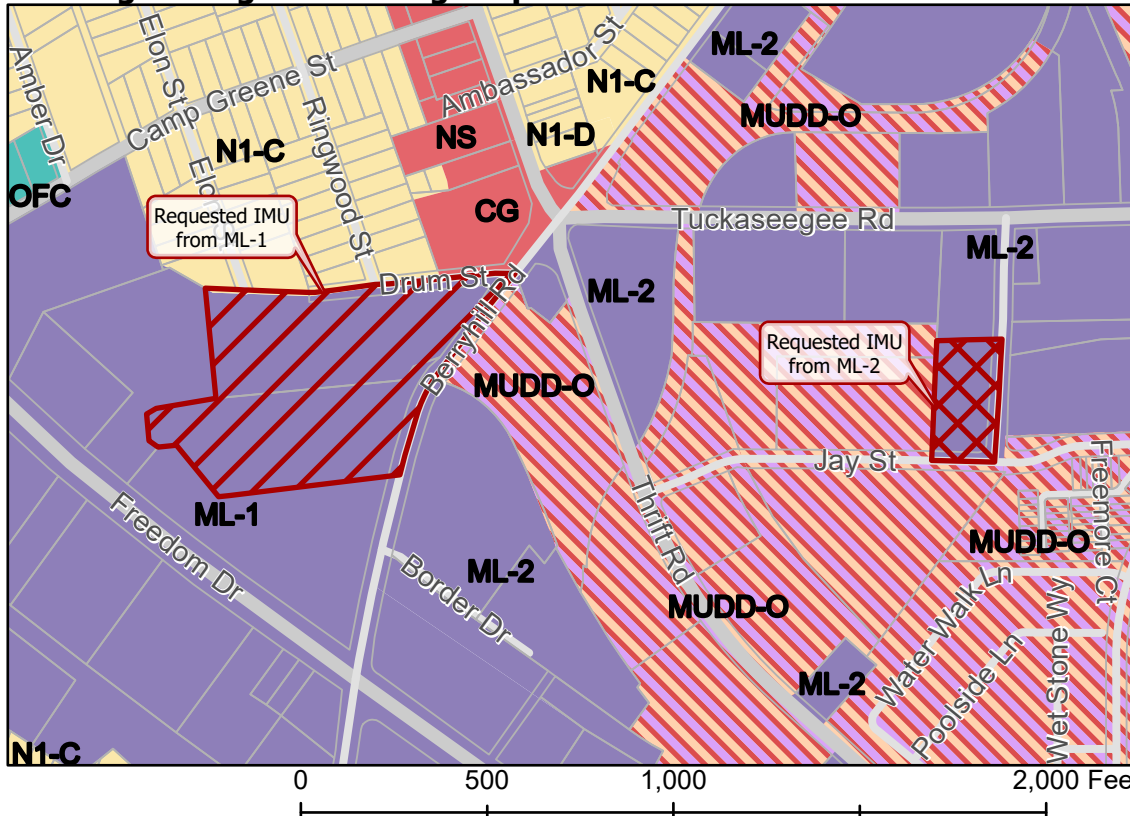 Elon St
Amber Dr
Camp Greene St
Ambassador St
ML-2
N1-C
MUDD-O
NS
N1-D
N1-C
Ringwood St
OFC
Requested IMU
from ML-1
CG
Tuckaseegee Rd
ML-2
Drum St
ML-2
Berryhill Rd
Requested IMU
from ML-2
MUDD-O
Jay St
Freemore Ct
ML-1
Freedom Dr
Thrift Rd
MUDD-O
ML-2
Border Dr
MUDD-O
Water Walk Ln
Poolside Ln
Wet Stone Wy
ML-2
N1-C
0 500 1,000 2,000 Fee